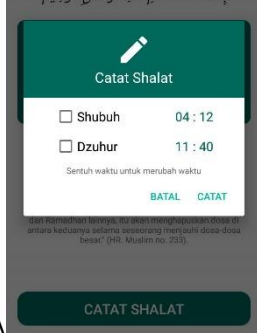 Catat Shalat
Shubuh 04 : 12
Dzuhur 11 : 40
Sentuh waktu untuk merubah waktu
BATAL CATAT
dan Ramadhan lainnya, itu akan menghapuskan dosa di
antara keduanya selama seseorang menjauhi dosa-dosa
besar" (HR. Muslim no. 233).
CATAT SHALAT